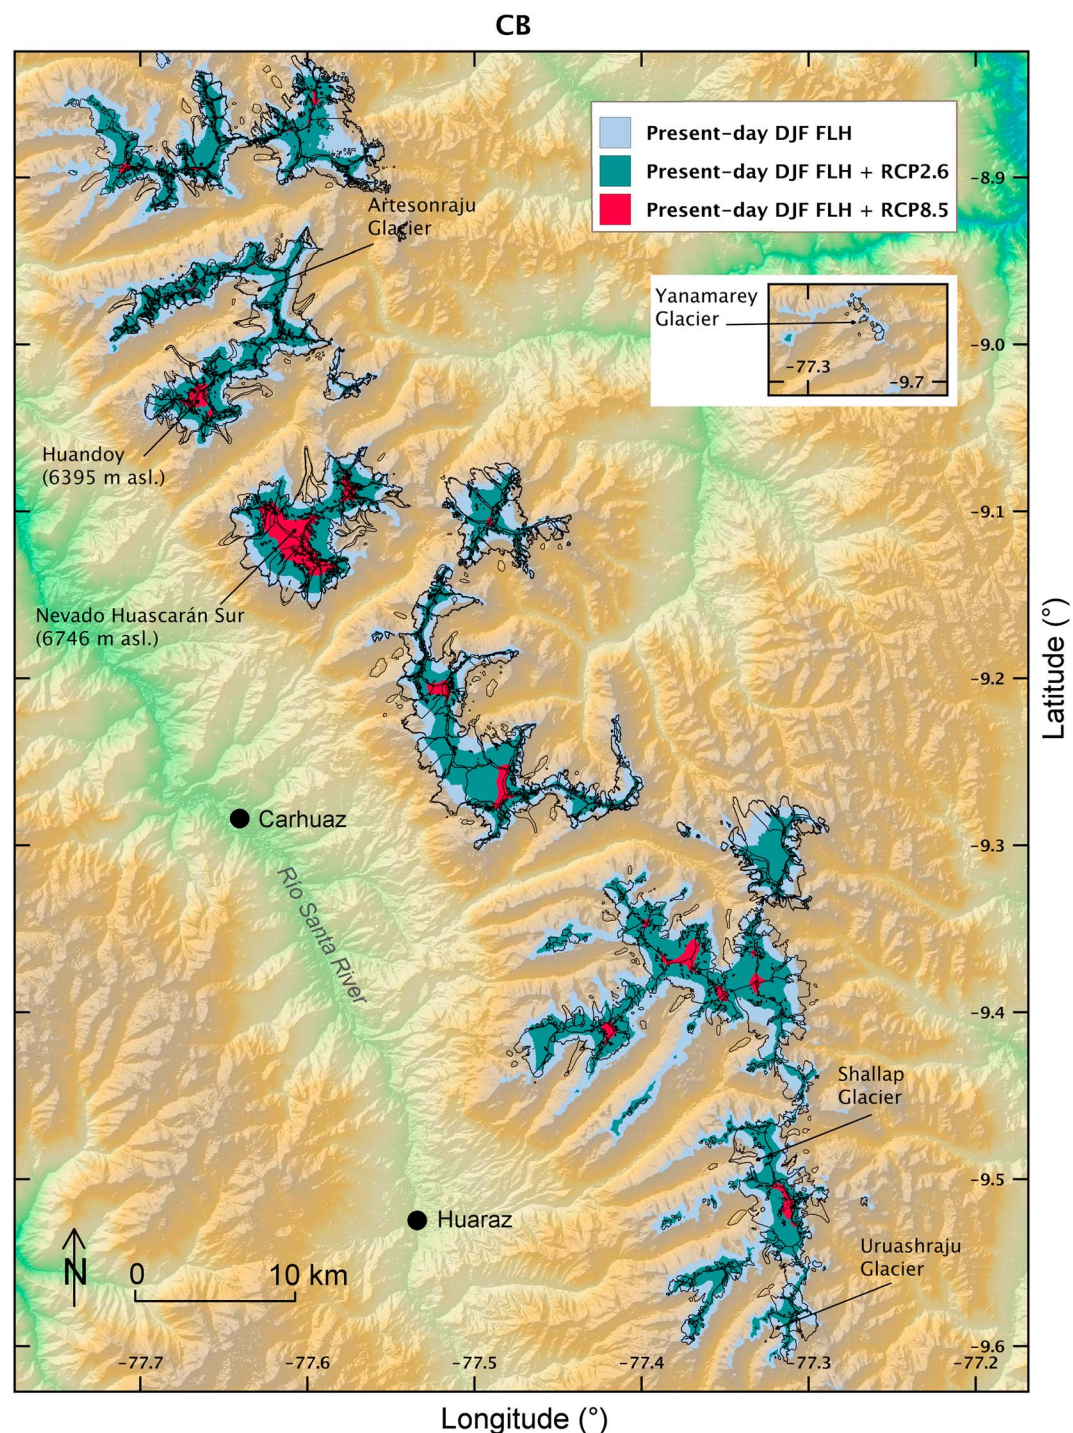 CB
Present-day DJF FLH
Present-day DJF FLH + RCP2.6
Present-day DJF FLH + RCP8.5
Artesonraju
Glacier
Yanamarey
Glacier
-77.3
-9.7
Huandoy
(6395 m asl.)
Nevado Huascarán Sur
(6746 m asl.)
Carhuaz
Rio Santa River
Shallap
Glacier
Huaraz
Uruashraju
Glacier
N
0 10 km
-8.9
-9.0
-9.1
-9.2
-9.3
-9.4
-9.5
-9.6
Latitude (°)
-77.7 -77.6 -77.5 -77.4 -77.3 -77.2
Longitude (°)